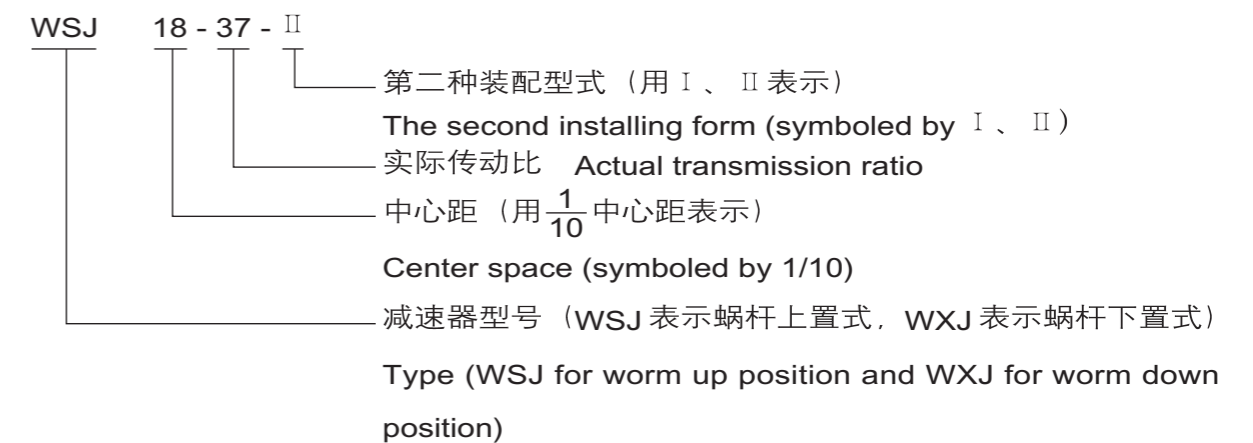 WSJ 18 - 37 - Ⅱ
第二种装配型式（用Ⅰ、Ⅱ表示）
The second installing form (symboled by Ⅰ、Ⅱ）
实际传动比 Actual transmission ratio
中心距（用1/10中心距表示）
Center space (symboled by 1/10)
减速器型号（WSJ表示蜗杆上置式，WXJ表示蜗杆下置式）
Type (WSJ for worm up position and WXJ for worm down
position)